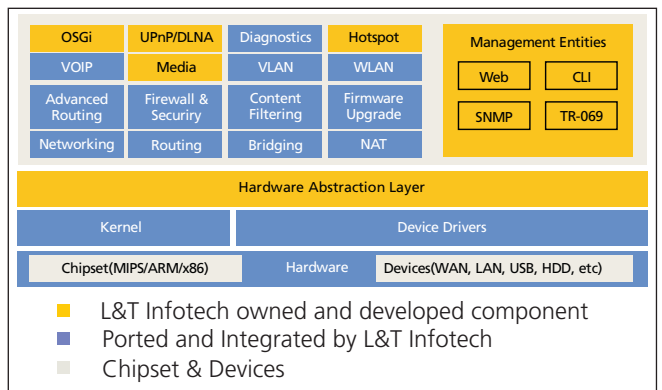 OSGi UPnP/DLNA Diagnostics Hotspot
VOIP Media VLAN WLAN
Advanced Routing Firewall & Securiry Content Filtering Firmware Upgrade
Networking Routing Bridging NAT
Management Entities
Web CLI
SNMP TR-069
Hardware Abstraction Layer
Kernel Device Drivers
Chipset(MIPS/ARM/x86) Hardware Devices(WAN, LAN, USB, HDD, etc)
L&T Infotech owned and developed component
Ported and Integrated by L&T Infotech
Chipset & Devices